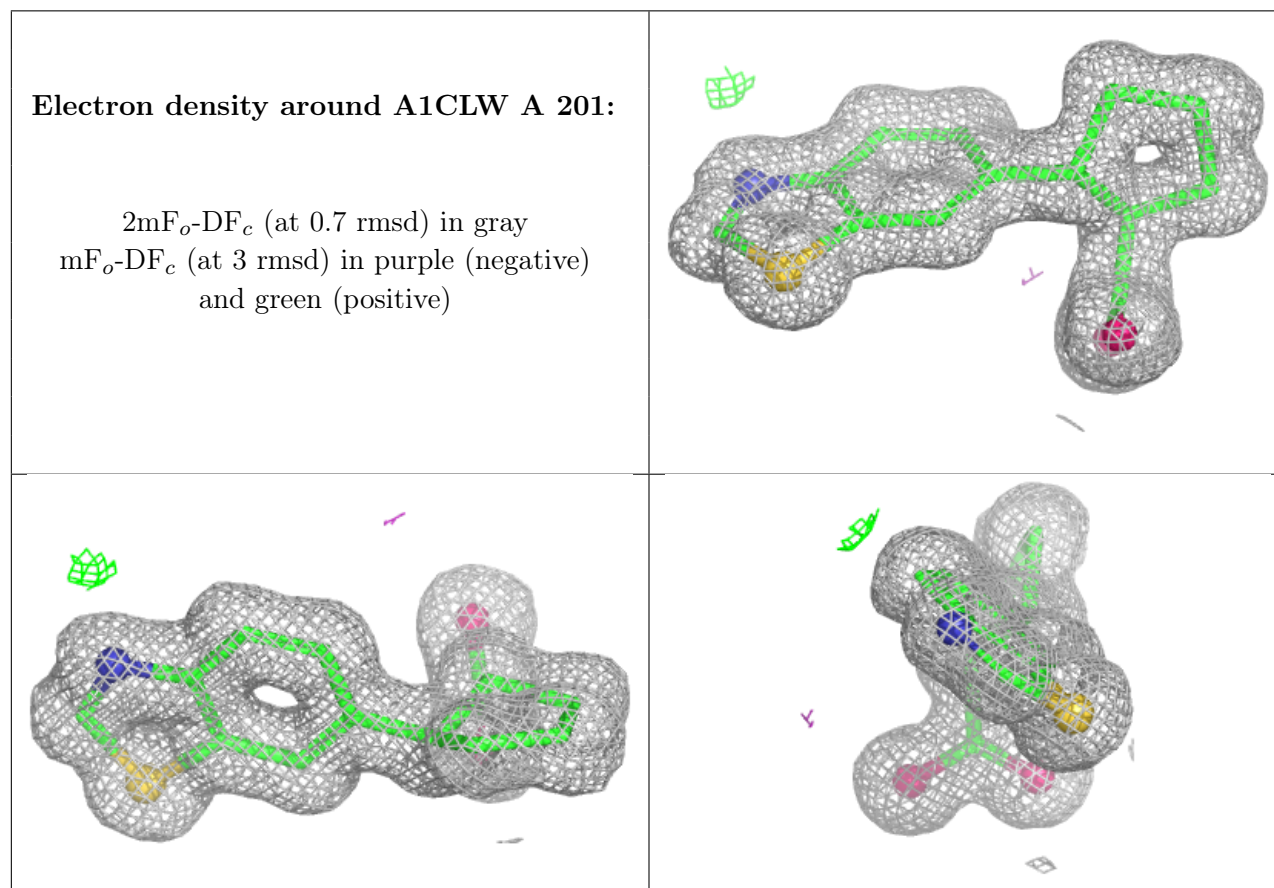 Electron density around A1CLW A 201:
2mFo-DFc (at 0.7 rmsd) in gray
mFo-DFc (at 3 rmsd) in purple (negative)
and green (positive)